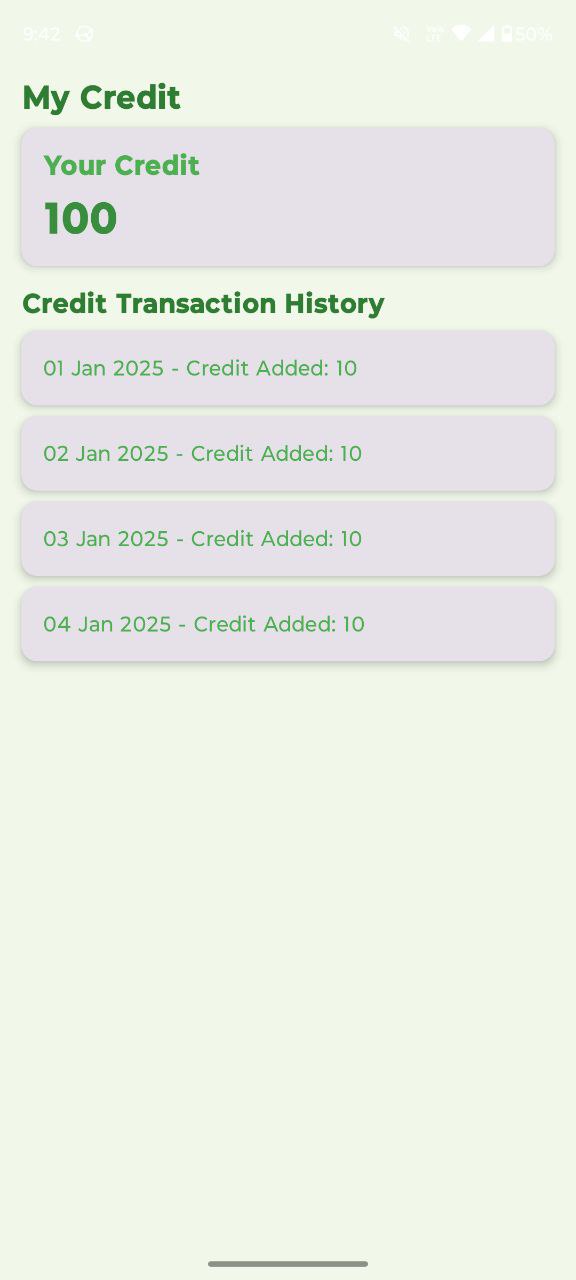 9:42 50%
My Credit
Your Credit
100
Credit Transaction History
01 Jan 2025 - Credit Added: 10
02 Jan 2025 - Credit Added: 10
03 Jan 2025 - Credit Added: 10
04 Jan 2025 - Credit Added: 10